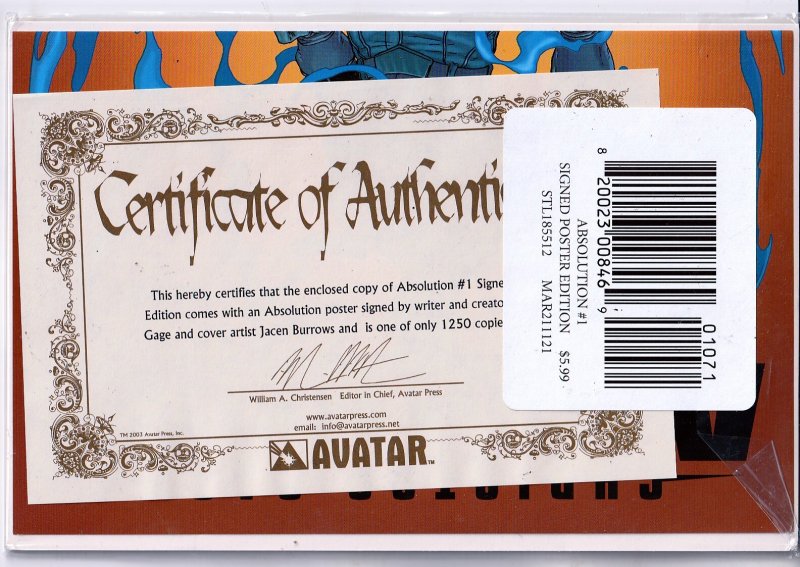 Certificate of Authenti
This hereby certifies that the enclosed copy of Absolution #1 Signe
Edition comes with an Absolution poster signed by writer and creato
Gage and cover artist Jacen Burrows and is one of only 1250 copie
William A. Christensen Editor in Chief, Avatar Press
www.avatarpress.com
email: info@avatarpress.net
TM 2003 Avatar Press, Inc.
AVATAR TM
ABSOLUTION #1
SIGNED POSTER EDITION $5.99
STL185512 MAR211121
8 20023 00846 9
01071